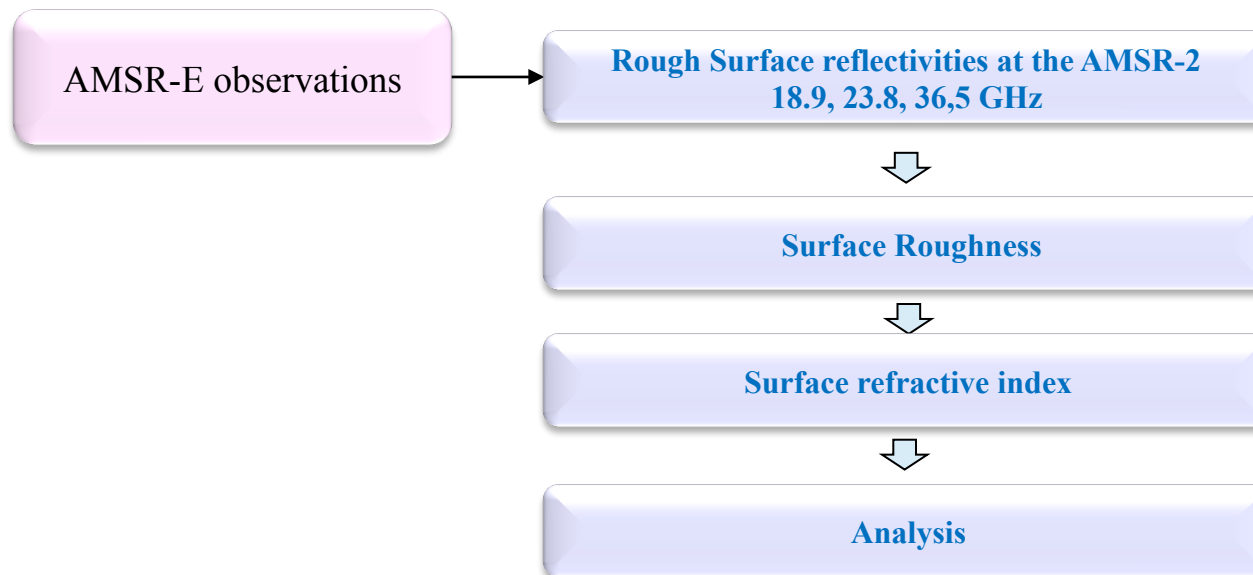 AMSR-E observations
Rough Surface reflectivities at the AMSR-2
18.9, 23.8, 36,5 GHz
Surface Roughness
Surface refractive index
Analysis